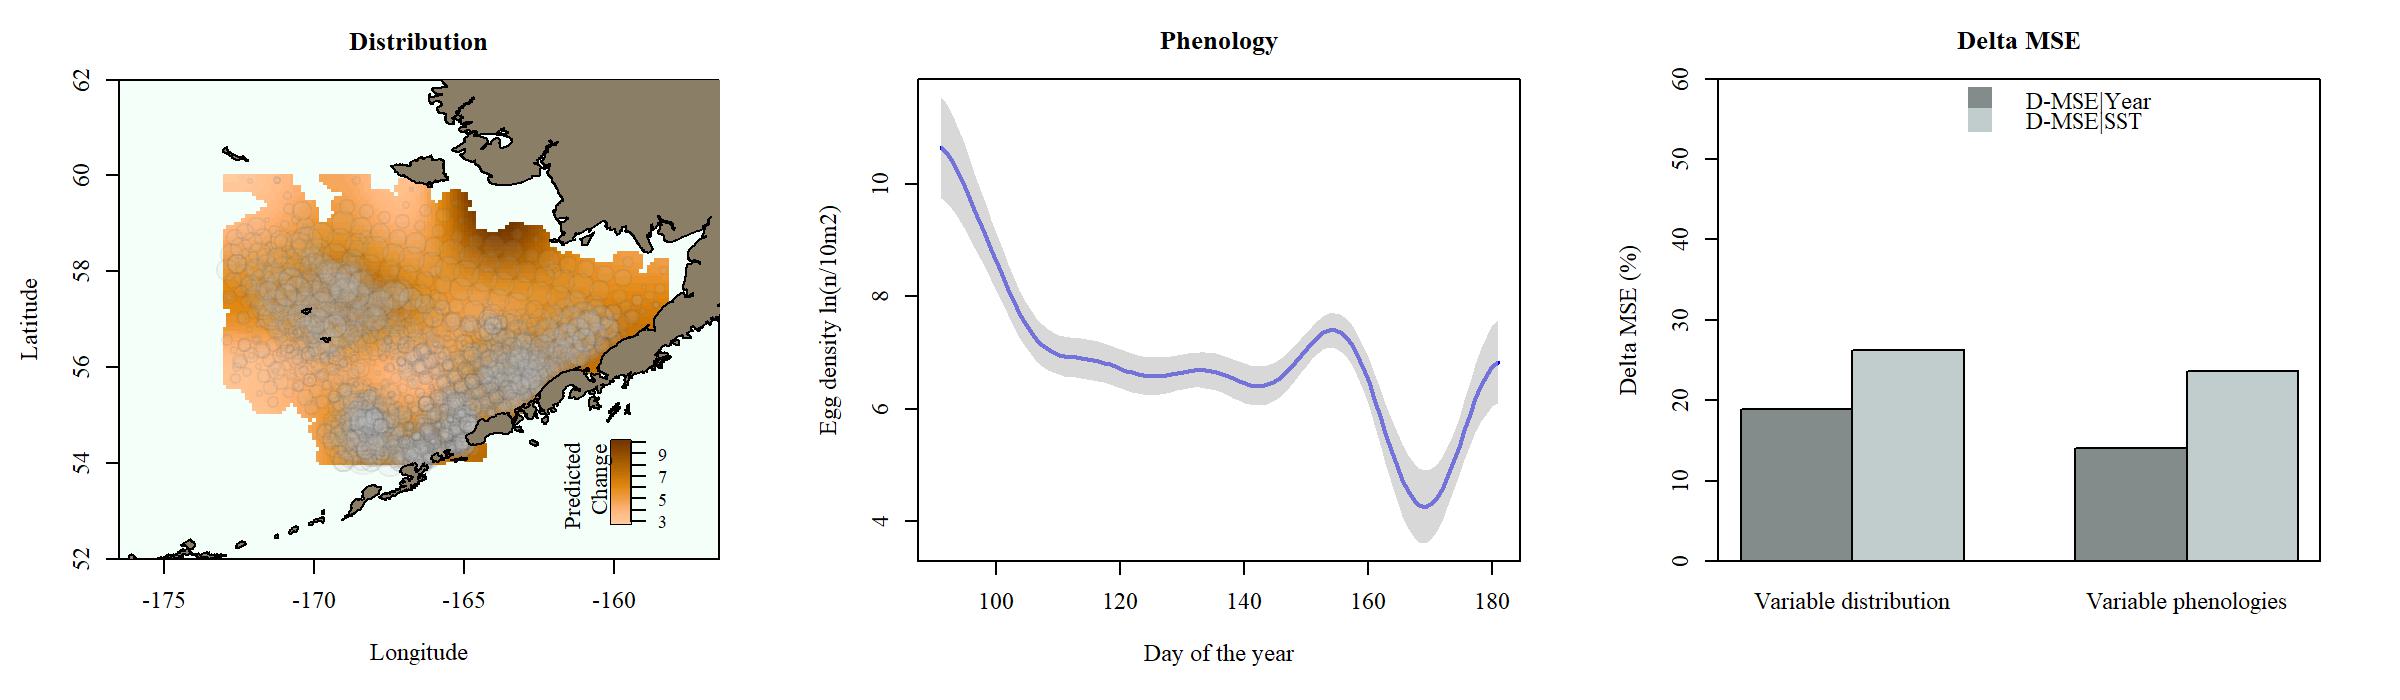 Distribution
Latitude
62
60
58
56
54
52
-175
-170
-165
-160
Longitude
Predicted
Change
9
7
5
3
Phenology
Egg density ln(n/10m2)
10
8
6
4
100
120
140
160
180
Day of the year
Delta MSE
Delta MSE (%)
60
50
40
30
20
10
0
D-MSE|Year
D-MSE|SST
Variable distribution
Variable phenologies